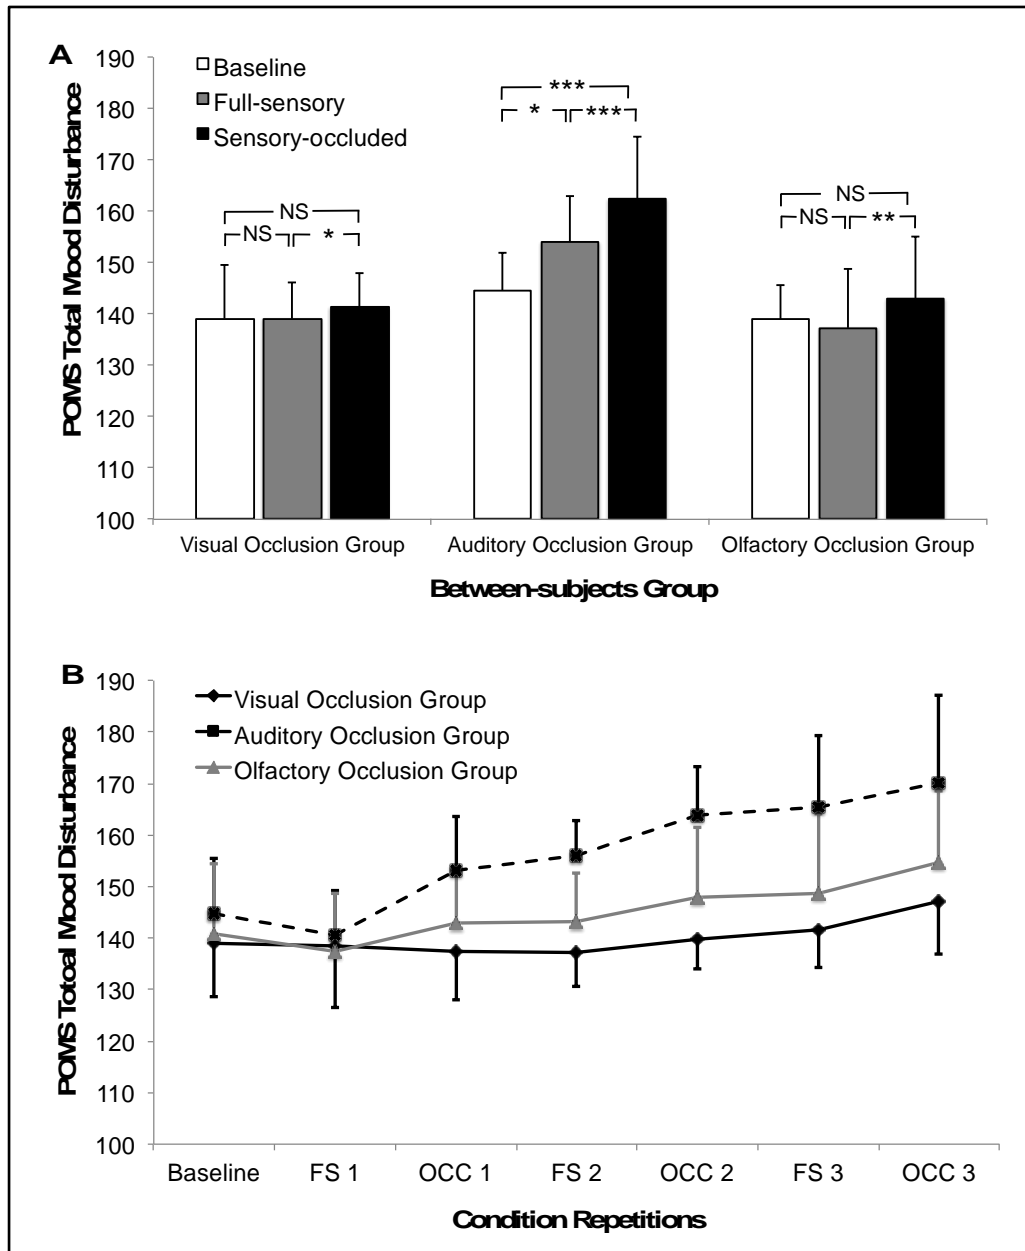 A
190
180
170
160
150
140
130
120
110
100
POMS Total Mood Disturbance
Baseline
Full-sensory
Sensory-occluded
NS
NS *
***
* ***
NS
NS **
Visual Occlusion Group Auditory Occlusion Group Olfactory Occlusion Group
Between-subjects Group
B
190
180
170
160
150
140
130
120
110
100
POMS Totoal Mood Disturbance
Visual Occlusion Group
Auditory Occlusion Group
Olfactory Occlusion Group
Baseline FS 1 OCC 1 FS 2 OCC 2 FS 3 OCC 3
Condition Repetitions